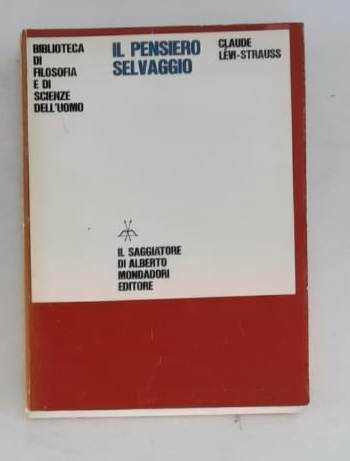 BIBLIOTECA
DI
FILOSOFIA
E DI
SCIENZE
DELL'UOMO
IL PENSIERO
SELVAGGIO
CLAUDE
LÉVI-STRAUSS
IL SAGGIATORE
DI ALBERTO
MONDADORI
EDITORE